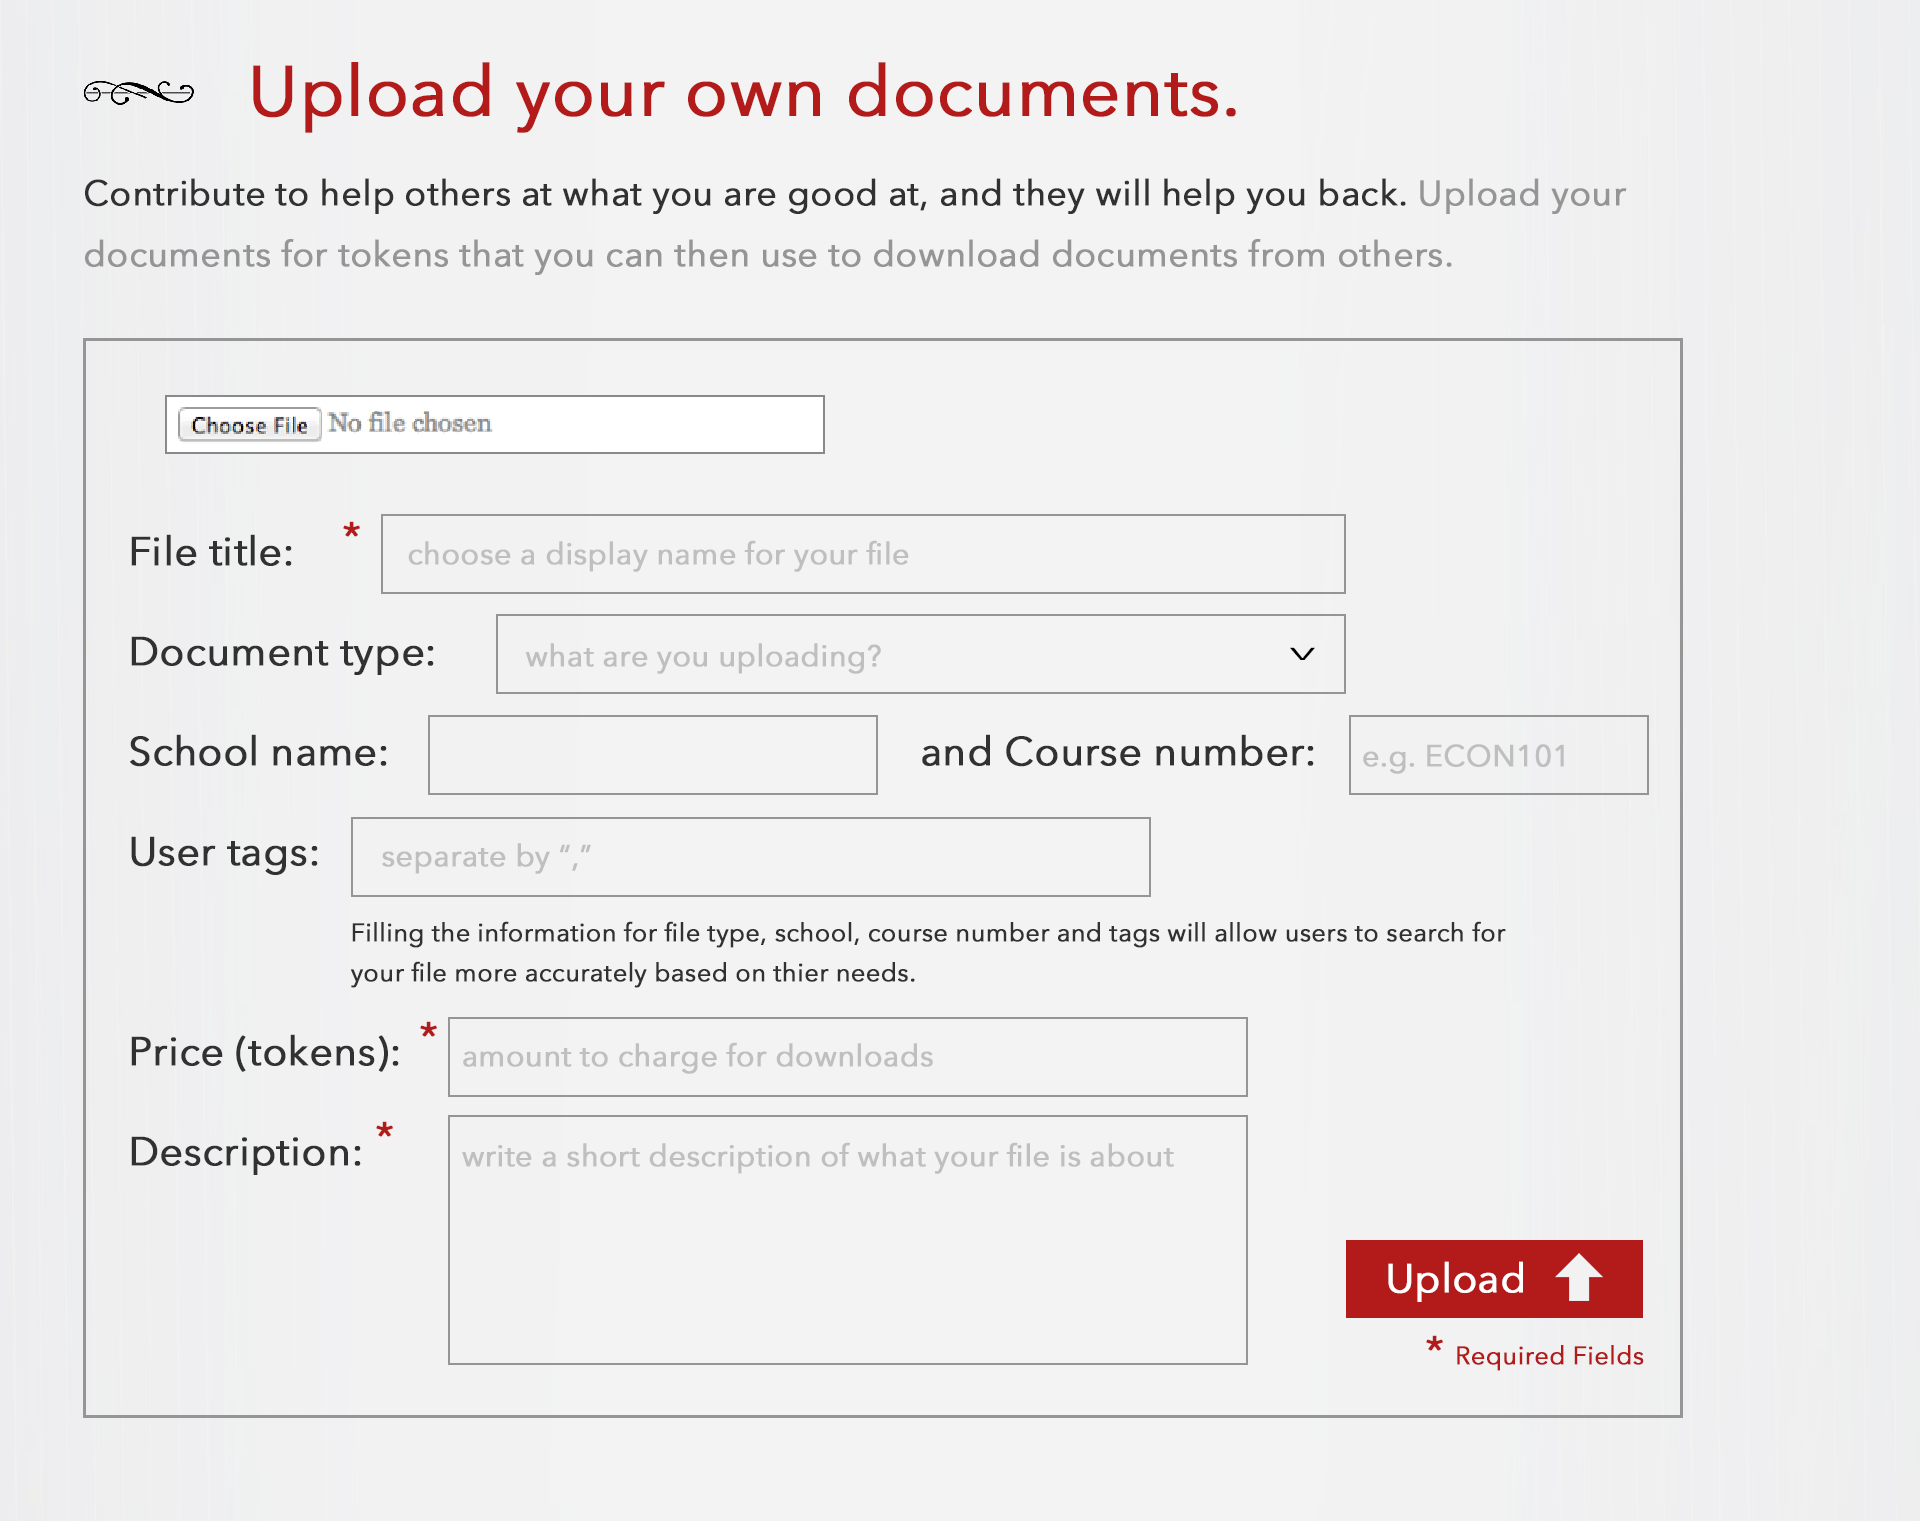 Upload your own documents.
Contribute to help others at what you are good at, and they will help you back. Upload your
documents for tokens that you can then use to download documents from others.
Choose File No file chosen
File title: * choose a display name for your file
Document type: what are you uploading?
School name: and Course number: e.g. ECON101
User tags: separate by “,”
Filling the information for file type, school, course number and tags will allow users to search for
your file more accurately based on thier needs.
Price (tokens): * amount to charge for downloads
Description: * write a short description of what your file is about
Upload
* Required Fields